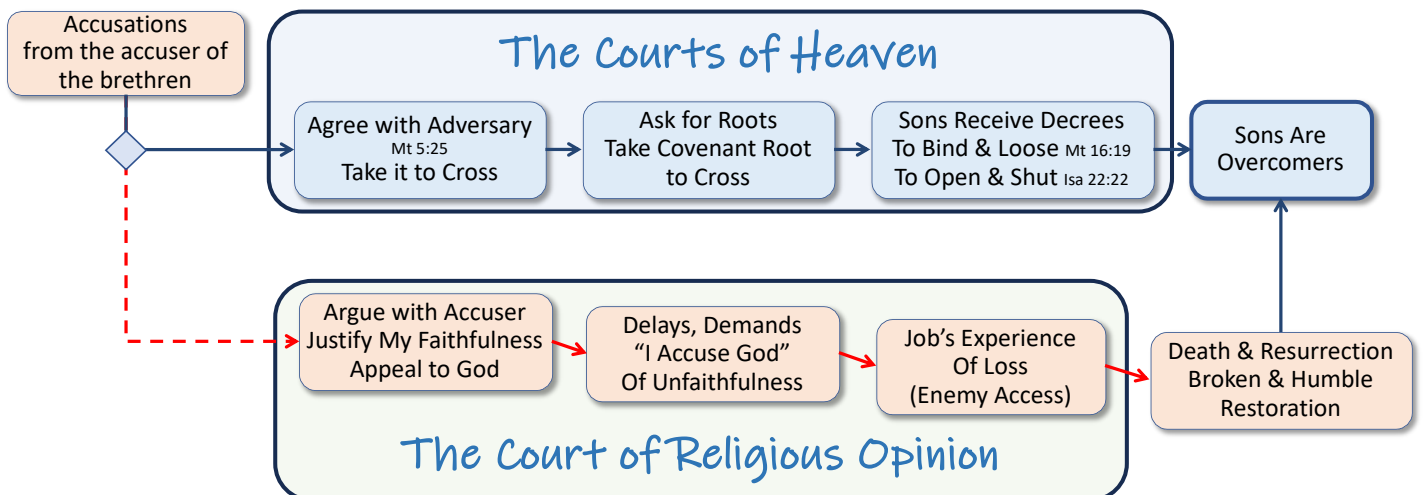 Accusations
from the accuser of
the brethren
The Courts of Heaven
Agree with Adversary
Mt 5:25
Take it to Cross
Ask for Roots
Take Covenant Root
to Cross
Sons Receive Decrees
To Bind & Loose Mt 16:19
To Open & Shut Isa 22:22
Sons Are
Overcomers
Argue with Accuser
Justify My Faithfulness
Appeal to God
Delays, Demands
“I Accuse God”
Of Unfaithfulness
Job’s Experience
Of Loss
(Enemy Access)
Death & Resurrection
Broken & Humble
Restoration
The Court of Religious Opinion